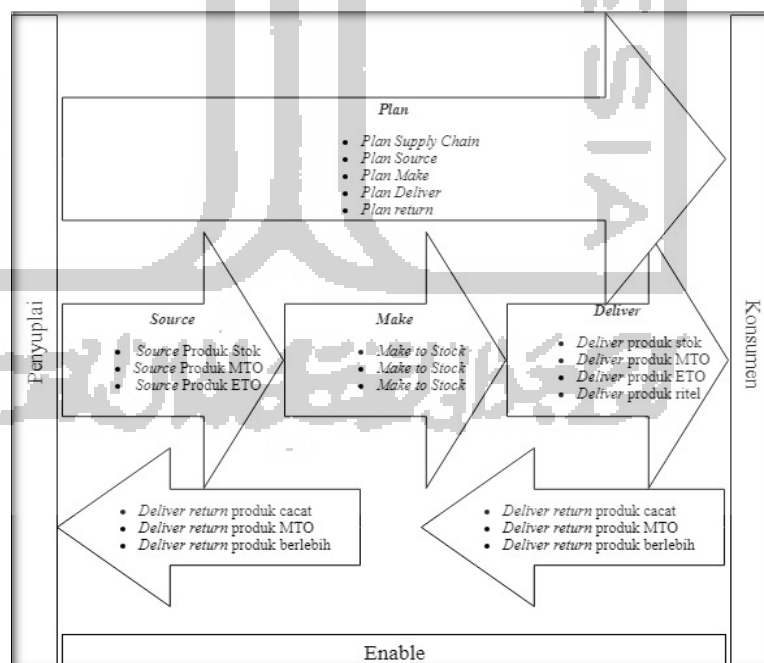 Plan
• Plan Supply Chain
• Plan Source
• Plan Make
• Plan Deliver
• Plan return
Penyuplai
Source
• Source Produk Stok
• Source Produk MTO
• Source Produk ETO
Make
• Make to Stock
• Make to Stock
• Make to Stock
Deliver
• Deliver produk stok
• Deliver produk MTO
• Deliver produk ETO
• Deliver produk ritel
Konsumen
• Deliver return produk cacat
• Deliver return produk MTO
• Deliver return produk berlebih
• Deliver return produk cacat
• Deliver return produk MTO
• Deliver return produk berlebih
Enable